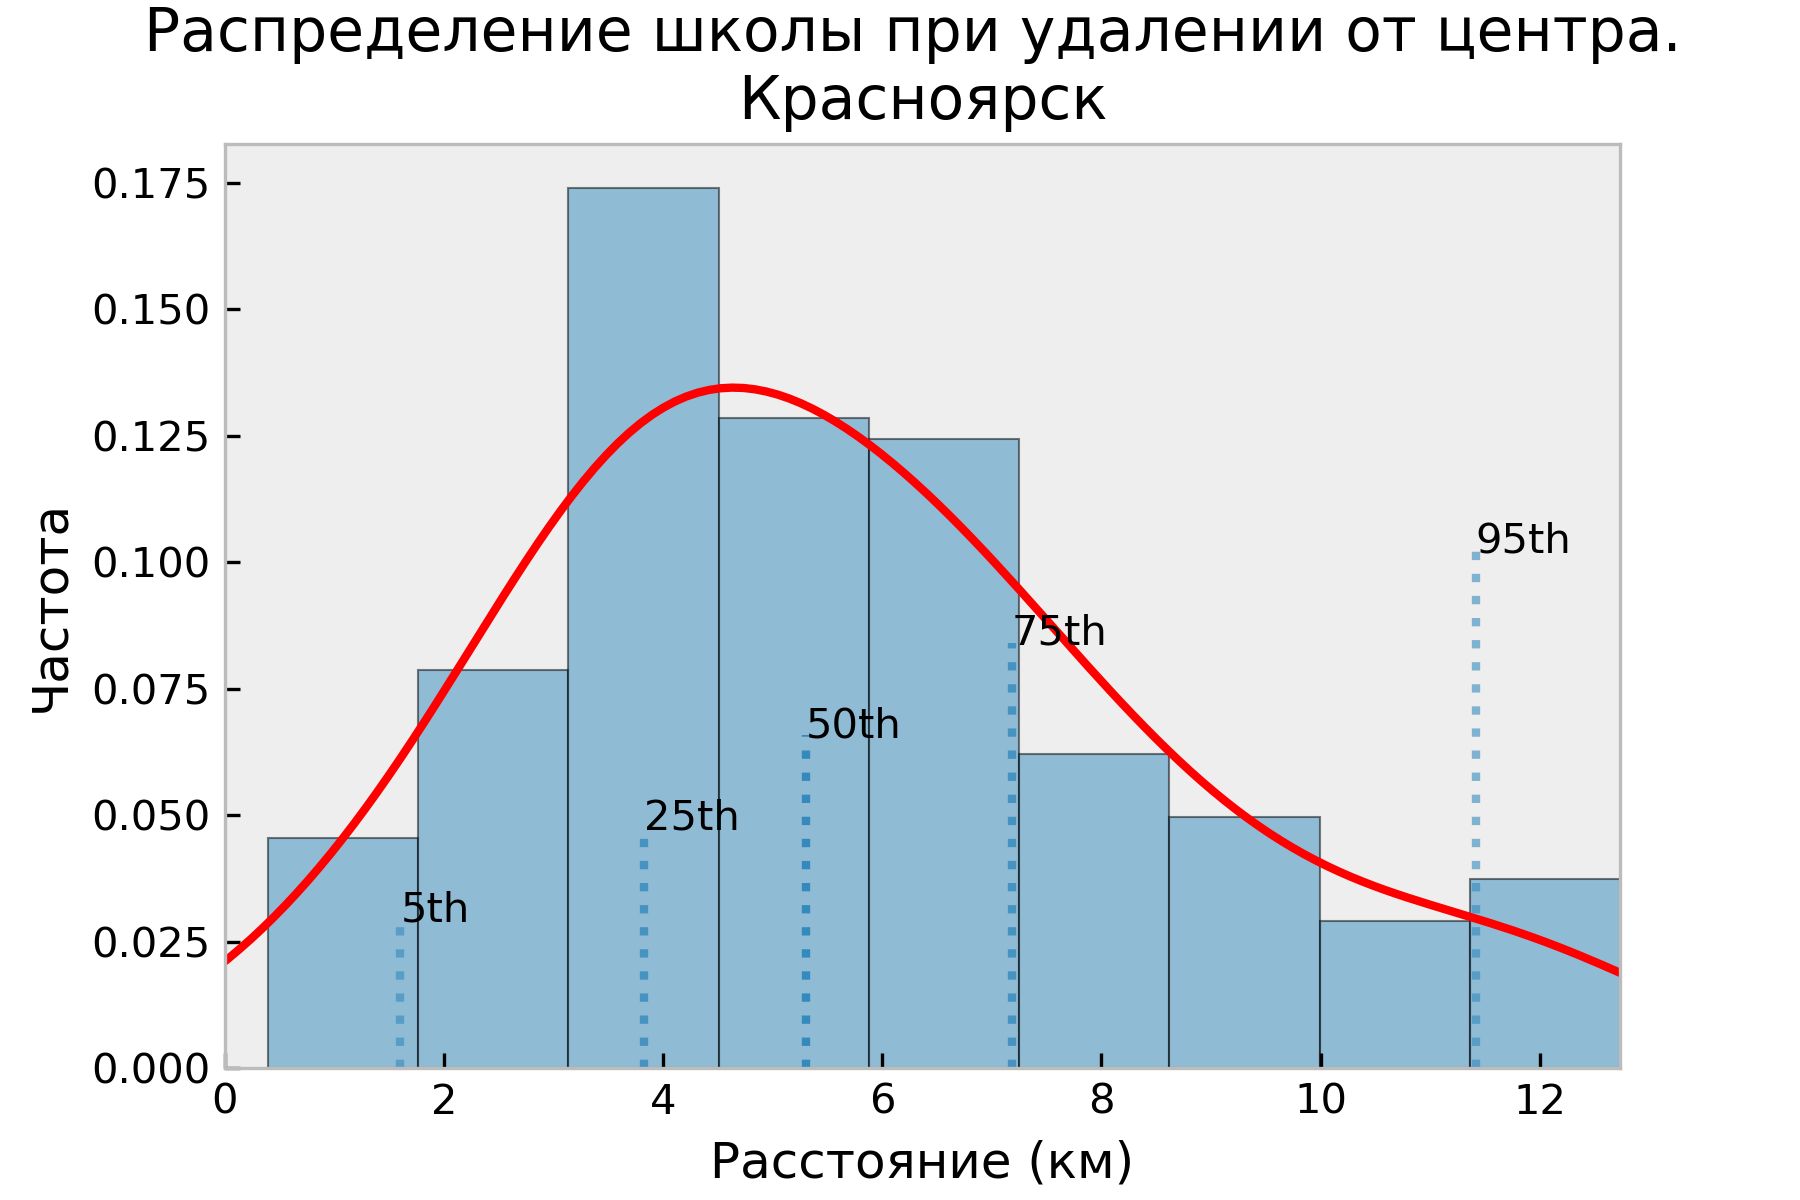 Распределение школы при удалении от центра.
Красноярск
Частота
0.175
0.150
0.125
0.100
0.075
0.050
0.025
0.000
5th
25th
50th
75th
95th
0 2 4 6 8 10 12
Расстояние (км)